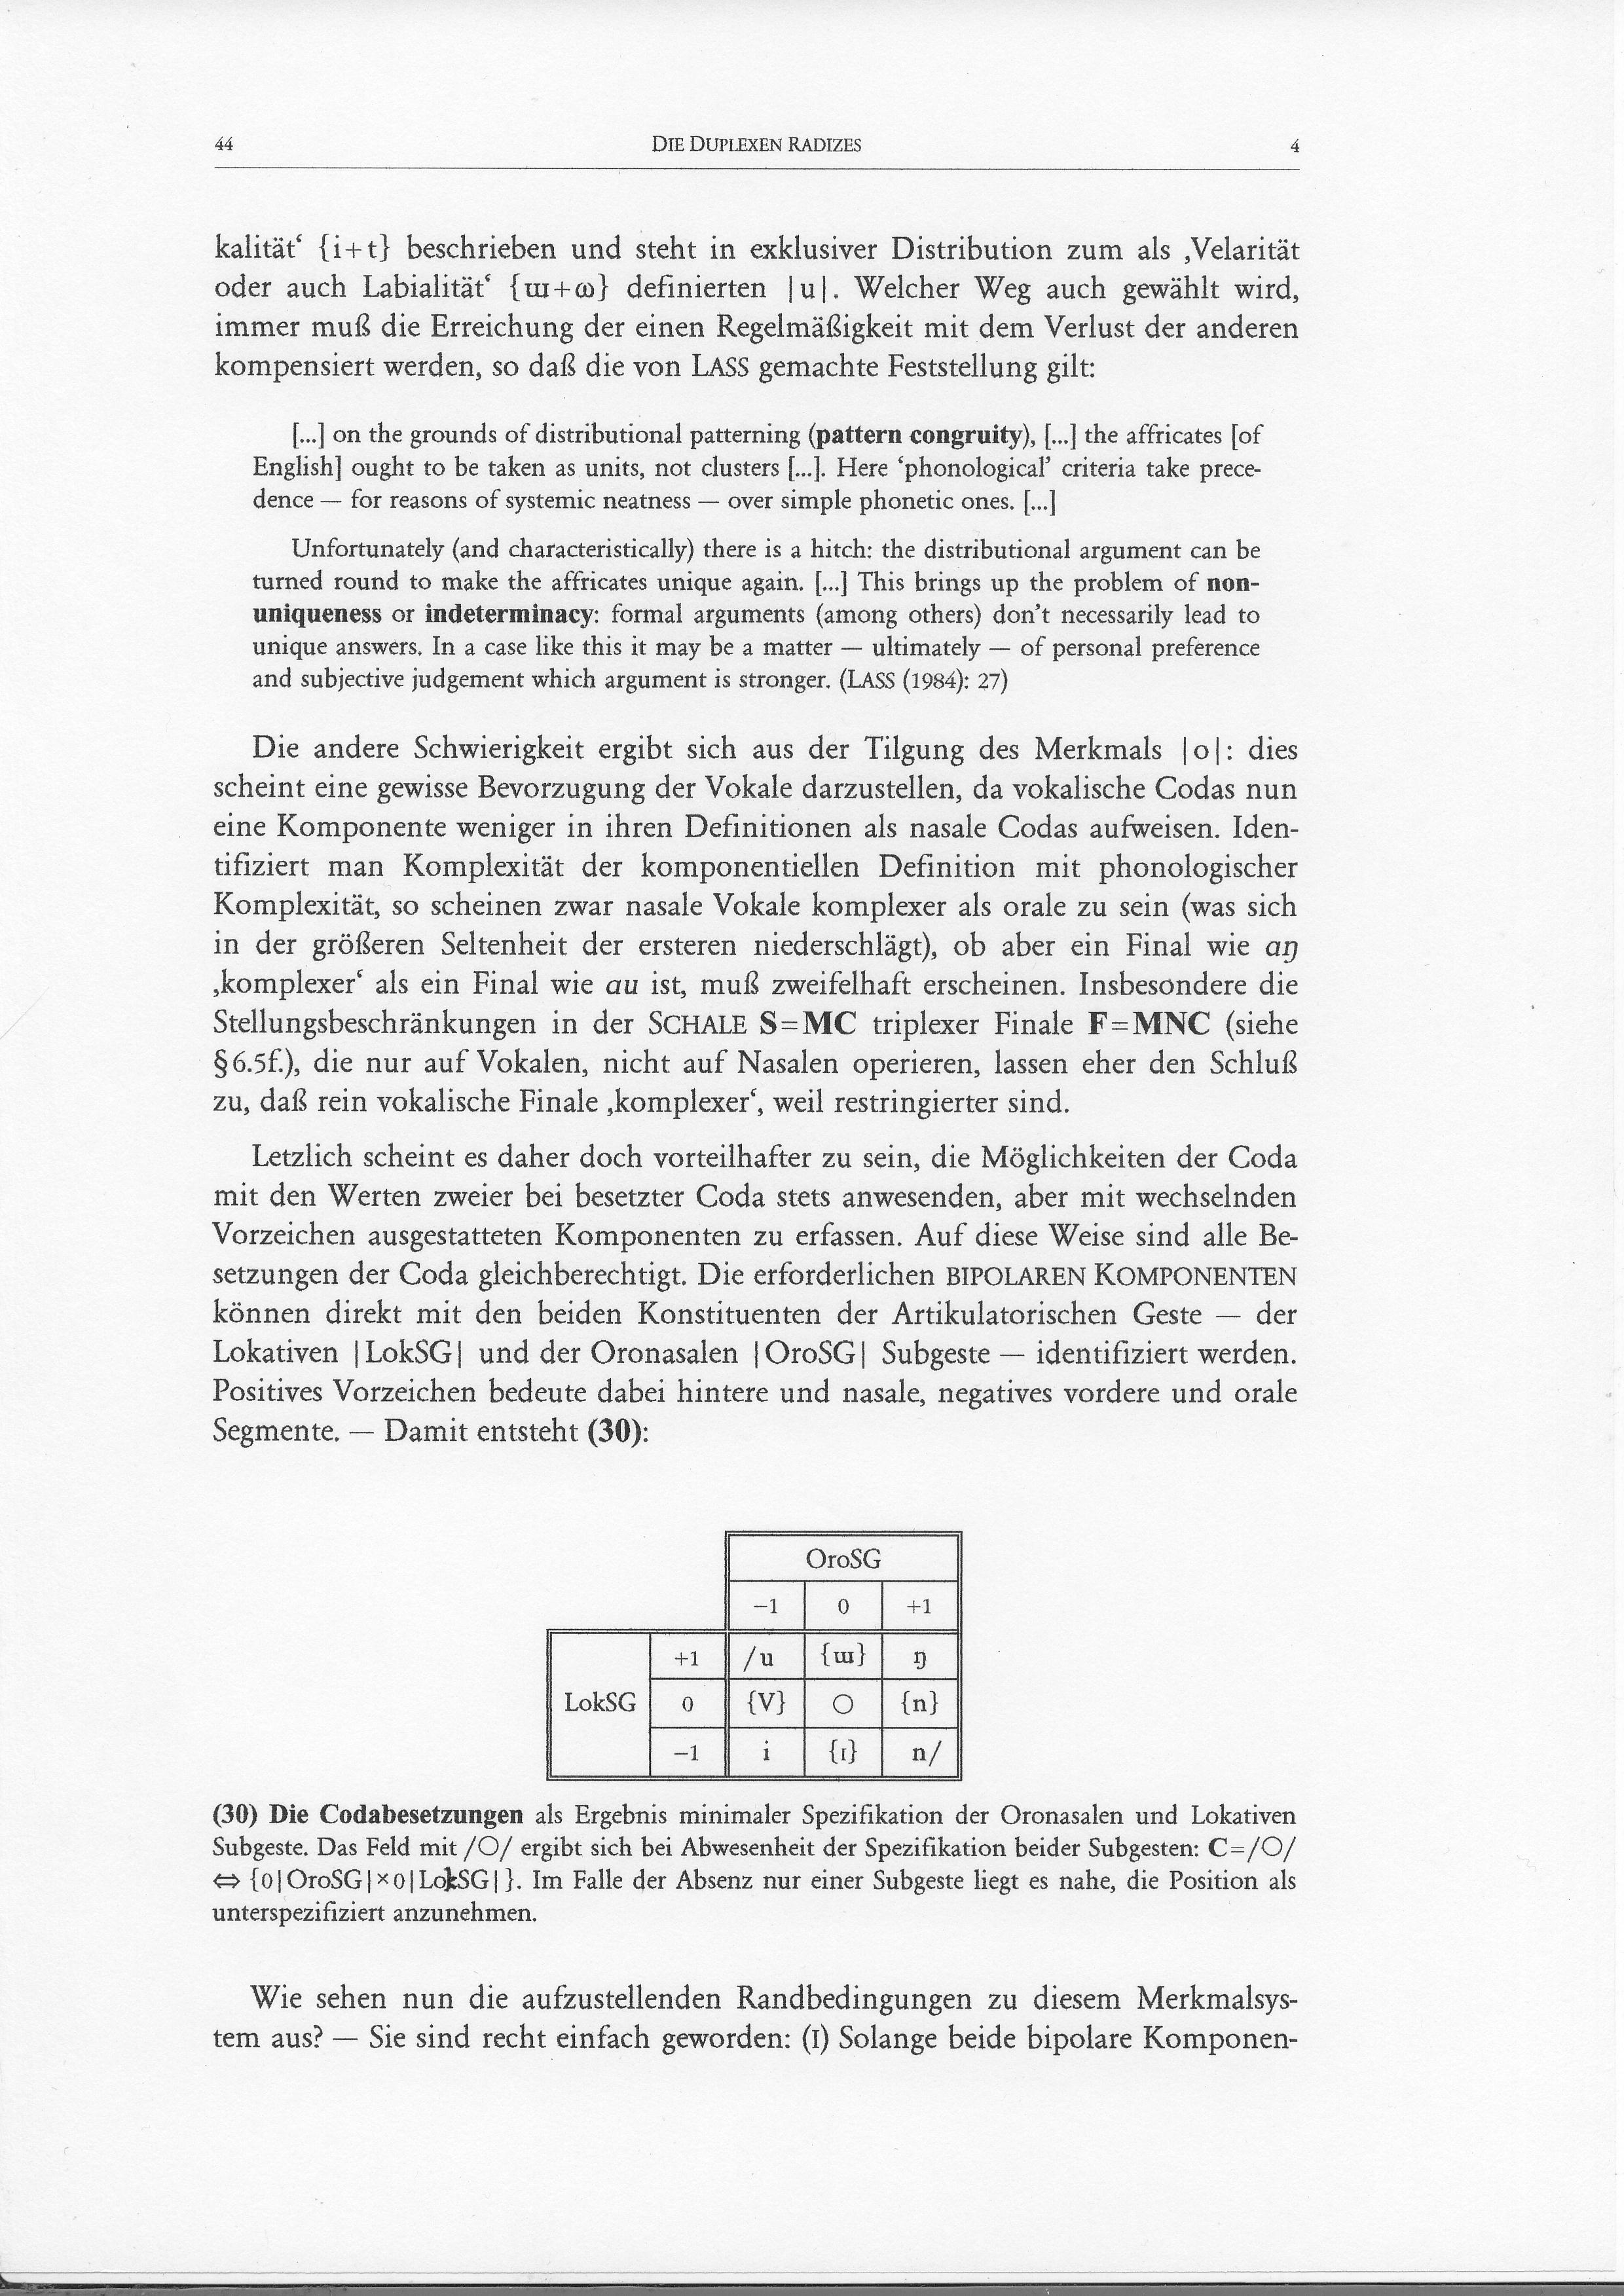 44 DIE DUPLEXEN RADIZES 4
kalität‘ {i+t} beschrieben und steht in exklusiver Distribution zum als ‚Velarität
oder auch Labialität‘ {ɯ+ꞷ} definierten |u|. Welcher Weg auch gewählt wird,
immer muß die Erreichung der einen Regelmäßigkeit mit dem Verlust der anderen
kompensiert werden, so daß die von LASS gemachte Feststellung gilt:
[...] on the grounds of distributional patterning (pattern congruity), [...] the affricates [of
English] ought to be taken as units, not clusters [...]. Here ‘phonological’ criteria take prece-
dence — for reasons of systemic neatness — over simple phonetic ones. [...]
Unfortunately (and characteristically) there is a hitch: the distributional argument can be
turned round to make the affricates unique again. [...] This brings up the problem of non-
uniqueness or indeterminacy: formal arguments (among others) don’t necessarily lead to
unique answers. In a case like this it may be a matter — ultimately — of personal preference
and subjective judgement which argument is stronger. (LASS (1984): 27)
Die andere Schwierigkeit ergibt sich aus der Tilgung des Merkmals |o|: dies
scheint eine gewisse Bevorzugung der Vokale darzustellen, da vokalische Codas nun
eine Komponente weniger in ihren Definitionen als nasale Codas aufweisen. Iden-
tifiziert man Komplexität der komponentiellen Definition mit phonologischer
Komplexität, so scheinen zwar nasale Vokale komplexer als orale zu sein (was sich
in der größeren Seltenheit der ersteren niederschlägt), ob aber ein Final wie aŋ
‚komplexer‘ als ein Final wie au ist, muß zweifelhaft erscheinen. Insbesondere die
Stellungsbeschränkungen in der SCHALE S=MC triplexer Finale F=MNC (siehe
§6.5f.), die nur auf Vokalen, nicht auf Nasalen operieren, lassen eher den Schluß
zu, daß rein vokalische Finale ‚komplexer‘, weil restringierter sind.
Letzlich scheint es daher doch vorteilhafter zu sein, die Möglichkeiten der Coda
mit den Werten zweier bei besetzter Coda stets anwesenden, aber mit wechselnden
Vorzeichen ausgestatteten Komponenten zu erfassen. Auf diese Weise sind alle Be-
setzungen der Coda gleichberechtigt. Die erforderlichen BIPOLAREN KOMPONENTEN
können direkt mit den beiden Konstituenten der Artikulatorischen Geste — der
Lokativen |LokSG| und der Oronasalen |OroSG| Subgeste — identifiziert werden.
Positives Vorzeichen bedeute dabei hintere und nasale, negatives vordere und orale
Segmente. — Damit entsteht (30):
OroSG
−1 0 +1
+1 /u {ɯ} ŋ
LokSG 0 {V} ○ {n}
−1 i {ɪ} n/
(30) Die Codabesetzungen als Ergebnis minimaler Spezifikation der Oronasalen und Lokativen
Subgeste. Das Feld mit /○/ ergibt sich bei Abwesenheit der Spezifikation beider Subgesten: C=/○/
⇔ {0|OroSG|×0|LokSG|}. Im Falle der Absenz nur einer Subgeste liegt es nahe, die Position als
unterspezifiziert anzunehmen.
Wie sehen nun die aufzustellenden Randbedingungen zu diesem Merkmalsys-
tem aus? — Sie sind recht einfach geworden: (I) Solange beide bipolare Komponen-